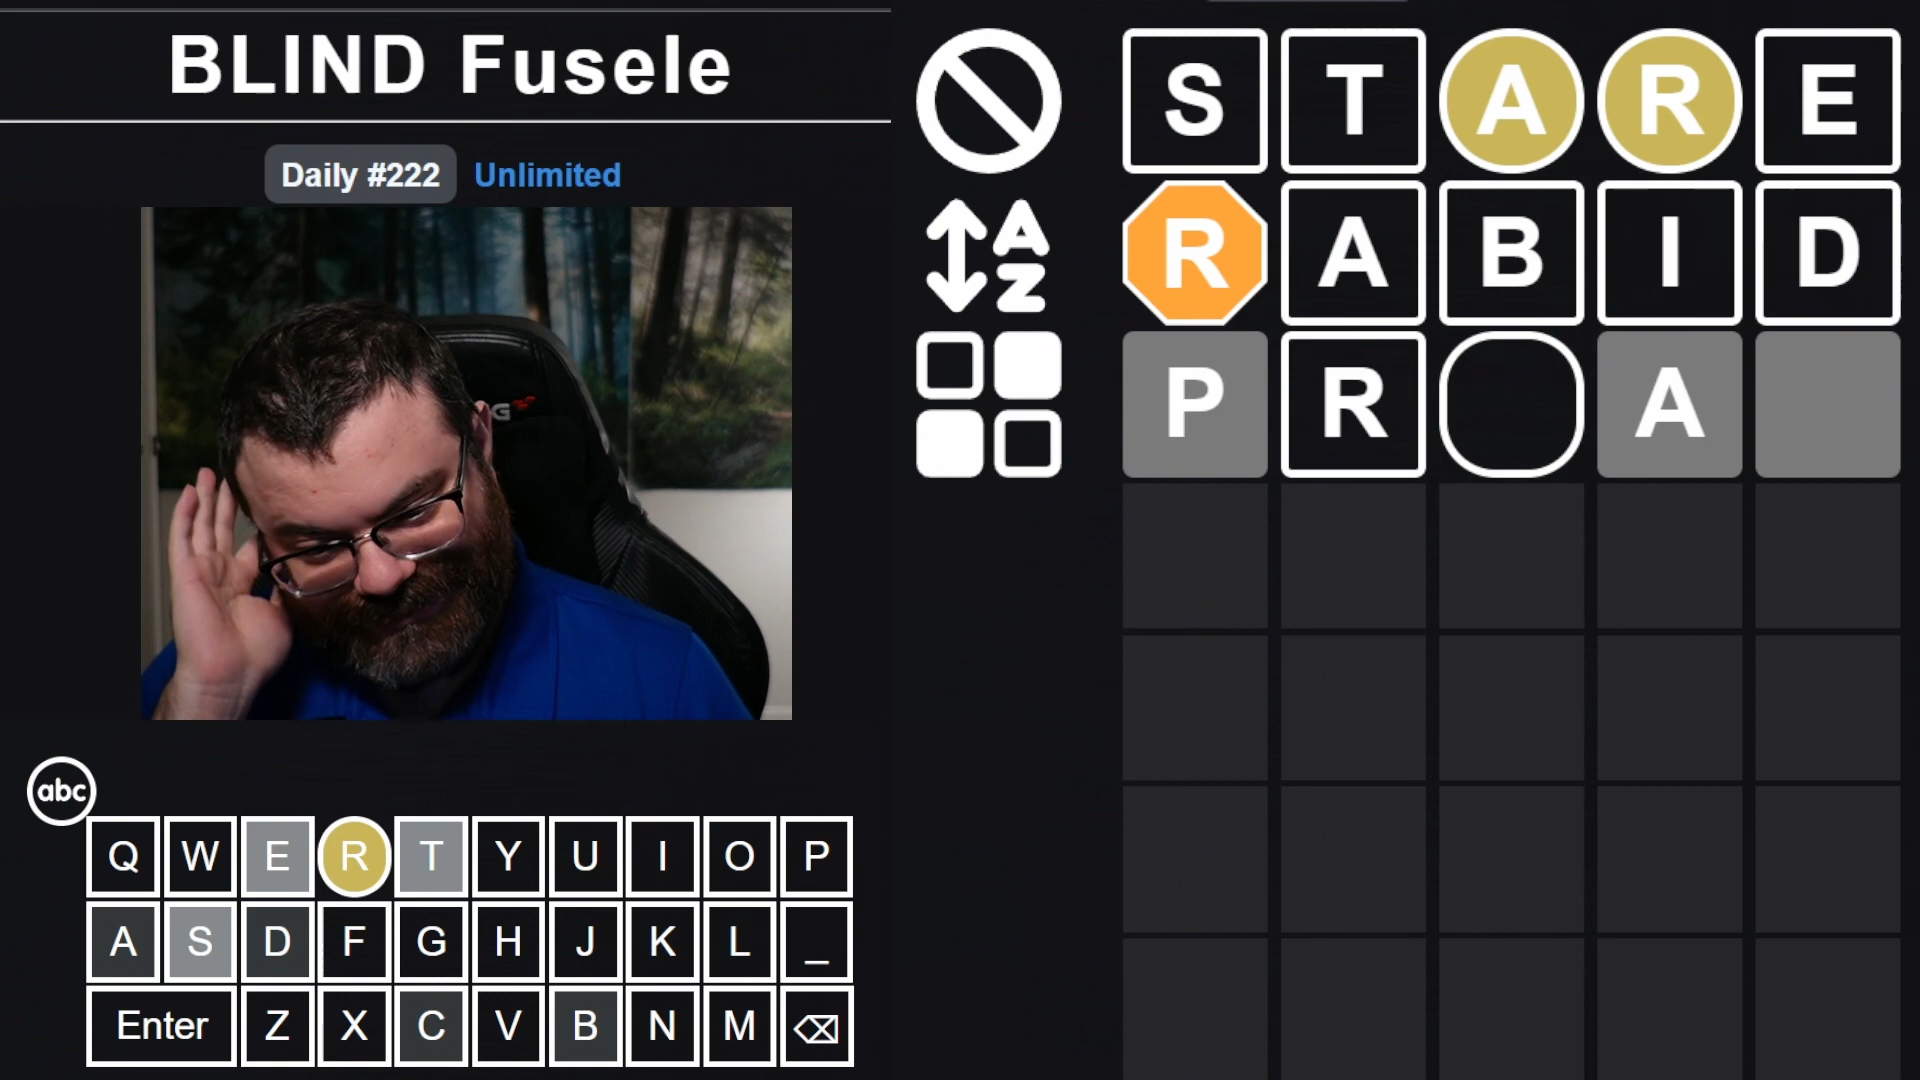 BLIND Fusele
Daily #222 Unlimited
S T A R E
A Z
R A B I D
P R A
G
abc
Q W E R T Y U I O P
A S D F G H J K L _
Enter Z X C V B N M